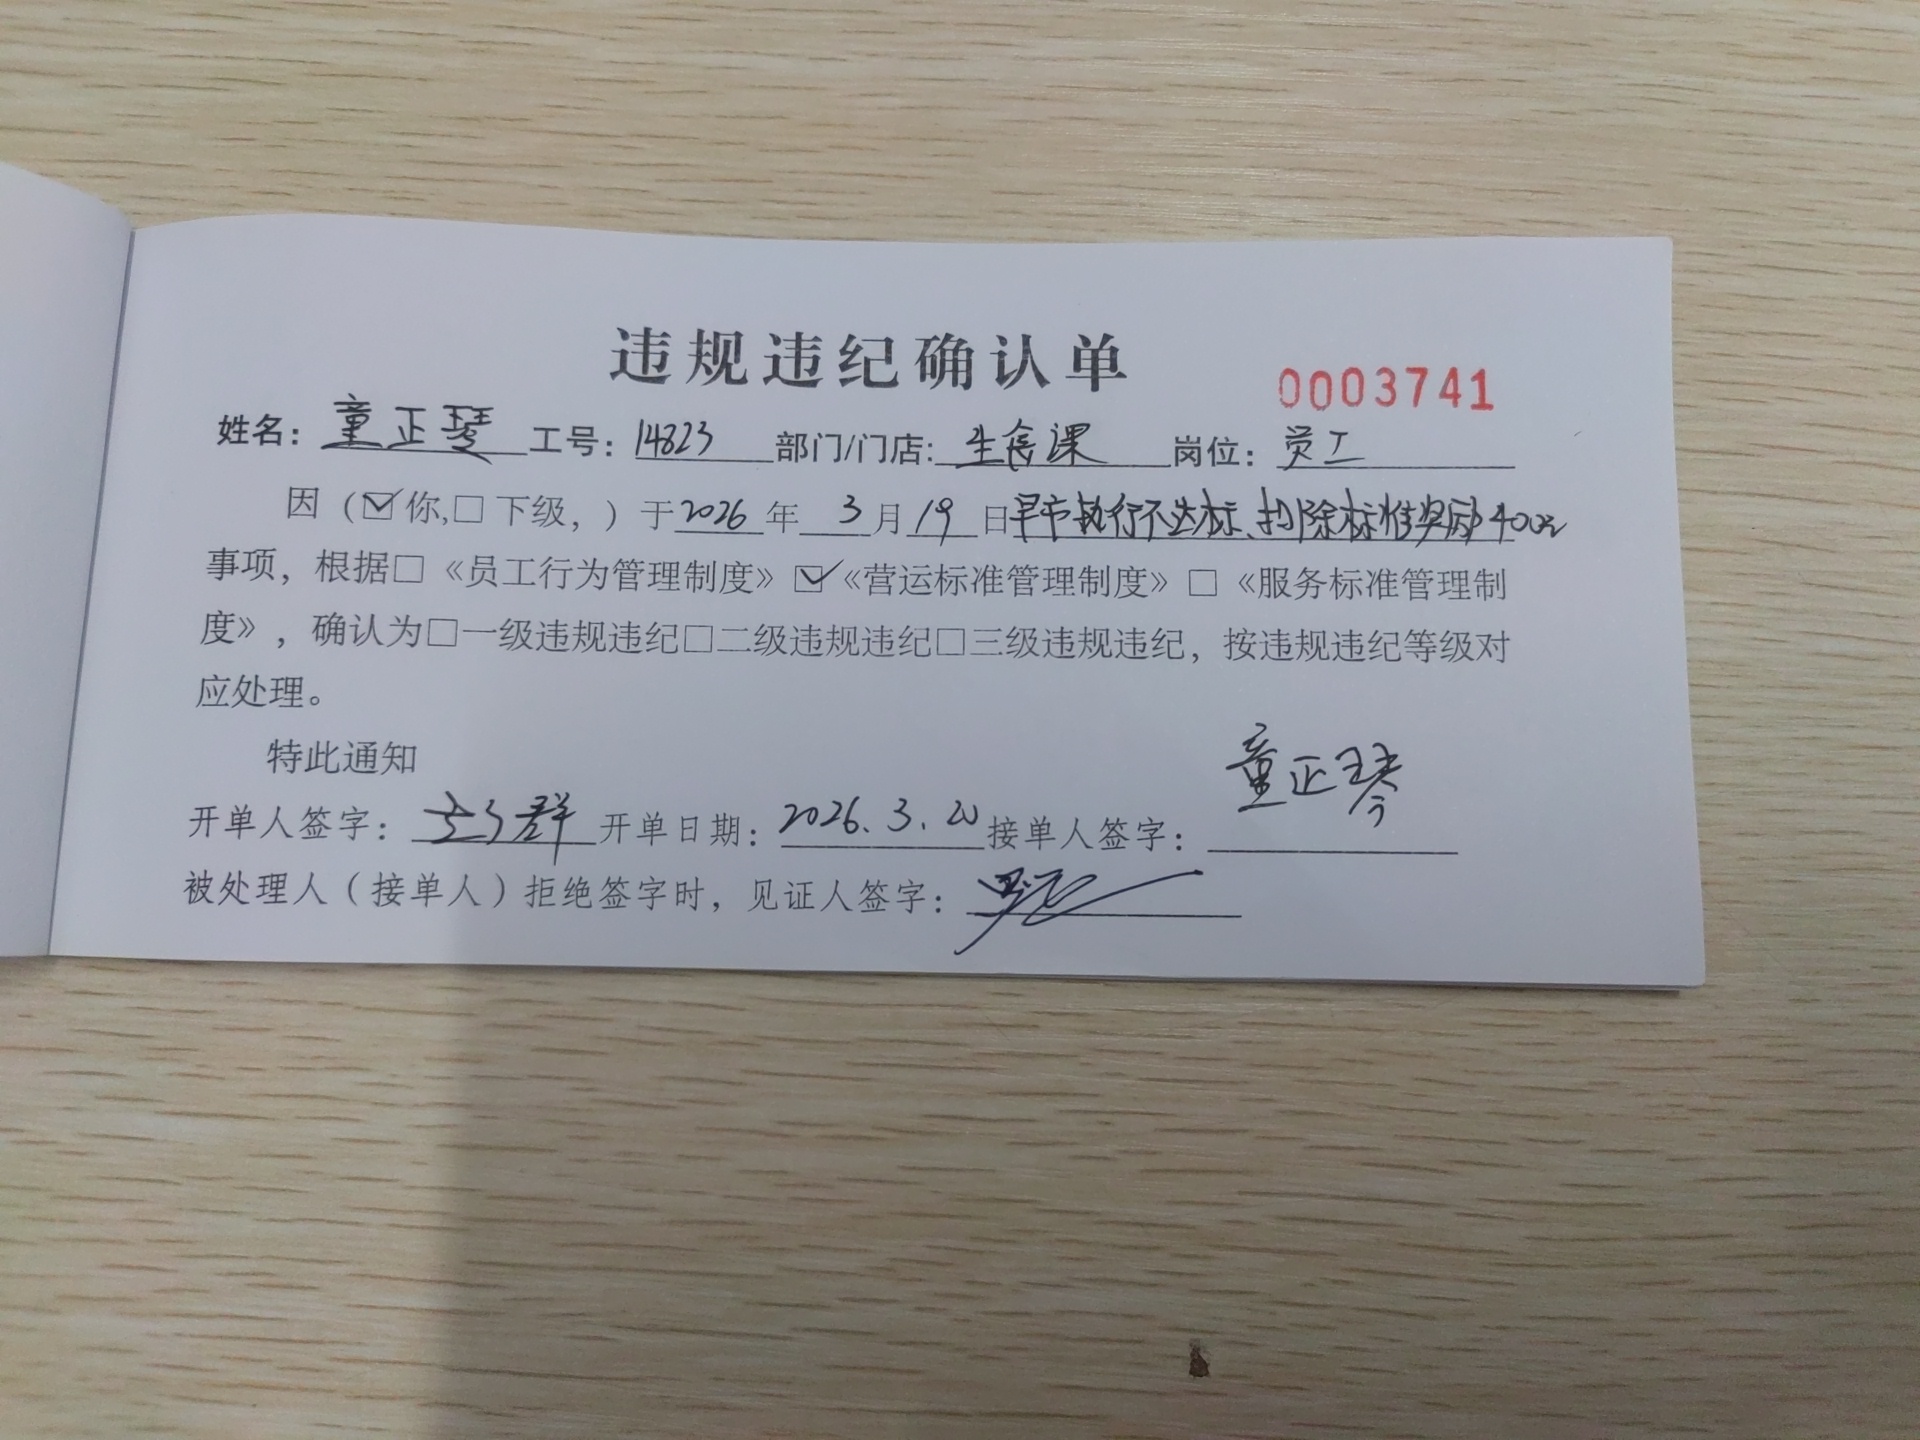 违规违纪确认单
0003741
姓名：童正琴 工号：14823 部门/门店：生食课 岗位：员工
因（☑你,□下级，）于2026年3月19日早市执行不达标、扣除标准奖励400元
事项，根据□《员工行为管理制度》☑《营运标准管理制度》□《服务标准管理制
度》，确认为□一级违规违纪□二级违规违纪□三级违规违纪，按违规违纪等级对
应处理。
特此通知
开单人签字： 群 开单日期：2026.3.20 接单人签字：童正琴
被处理人（接单人）拒绝签字时，见证人签字：